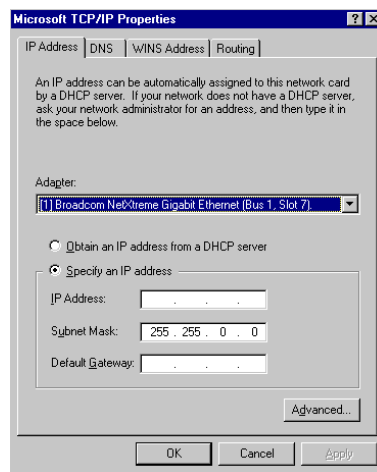 Microsoft TCP/IP Properties
IP Address DNS WINS Address Routing
An IP address can be automatically assigned to this network card
by a DHCP server. If your network does not have a DHCP server,
ask your network administrator for an address, and then type it in
the space below.
Adapter:
[1] Broadcom NetXtreme Gigabit Ethernet (Bus 1, Slot 7).
Obtain an IP address from a DHCP server
Specify an IP address
IP Address: . . .
Subnet Mask: 255 . 255 . 0 . 0
Default Gateway: . . .
Advanced...
OK Cancel Apply